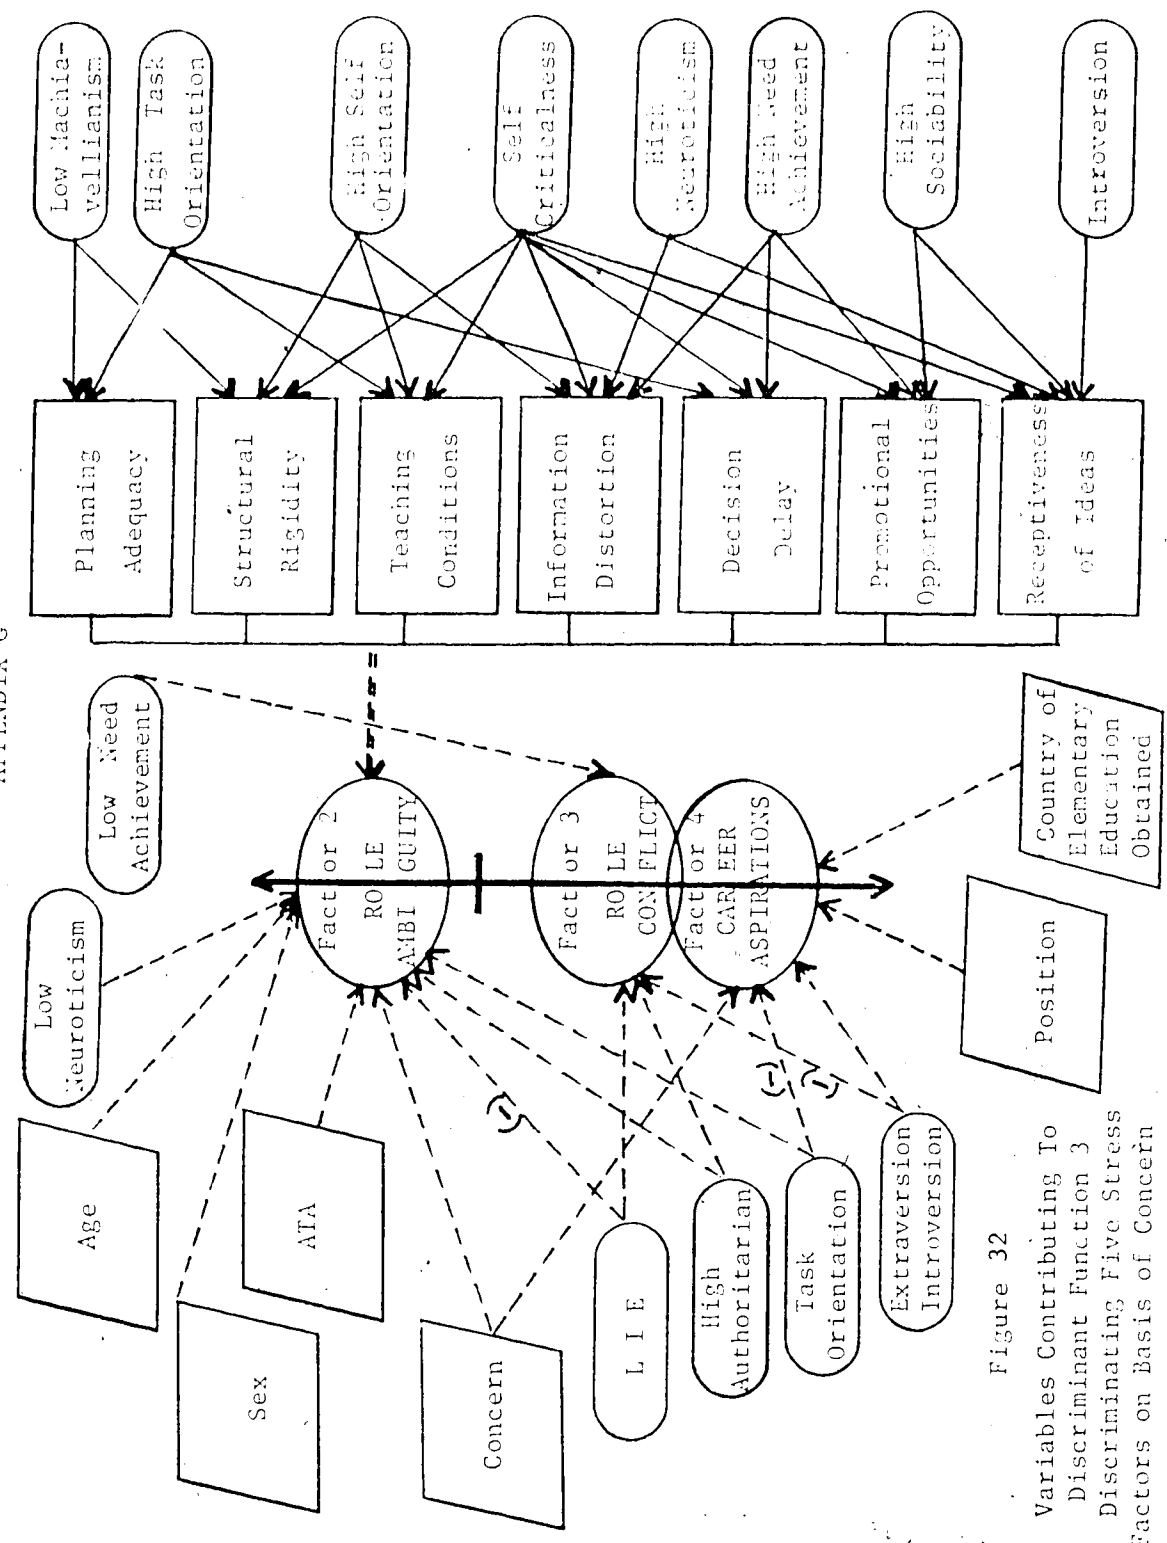 APPENDIX G
Low Machia-
vellianism
High Task
Orientation
High Self
Orientation
Self
Criticalness
High
Neuroticism
High Need
Achievement
High
Sociability
Introversion
Planning
Adequacy
Structural
Rigidity
Teaching
Conditions
Information
Distortion
Decision
Delay
Promotional
Opportunities
Receptiveness
of Ideas
Low Need
Achievement
Low
Neuroticism
Factor 2
ROLE
AMBIGUITY
Factor 3
ROLE
CONFLICT
Factor 4
CAREER
ASPIRATIONS
Country of
Elementary
Education
Obtained
Position
Age
Sex
ATA
Concern
(-)
(-)
(-)
L I E
High
Authoritarian
Task
Orientation
Extraversion
Introversion
Figure 32
Variables Contributing To
Discriminant Function 3
Discriminating Five Stress
Factors on Basis of Concern